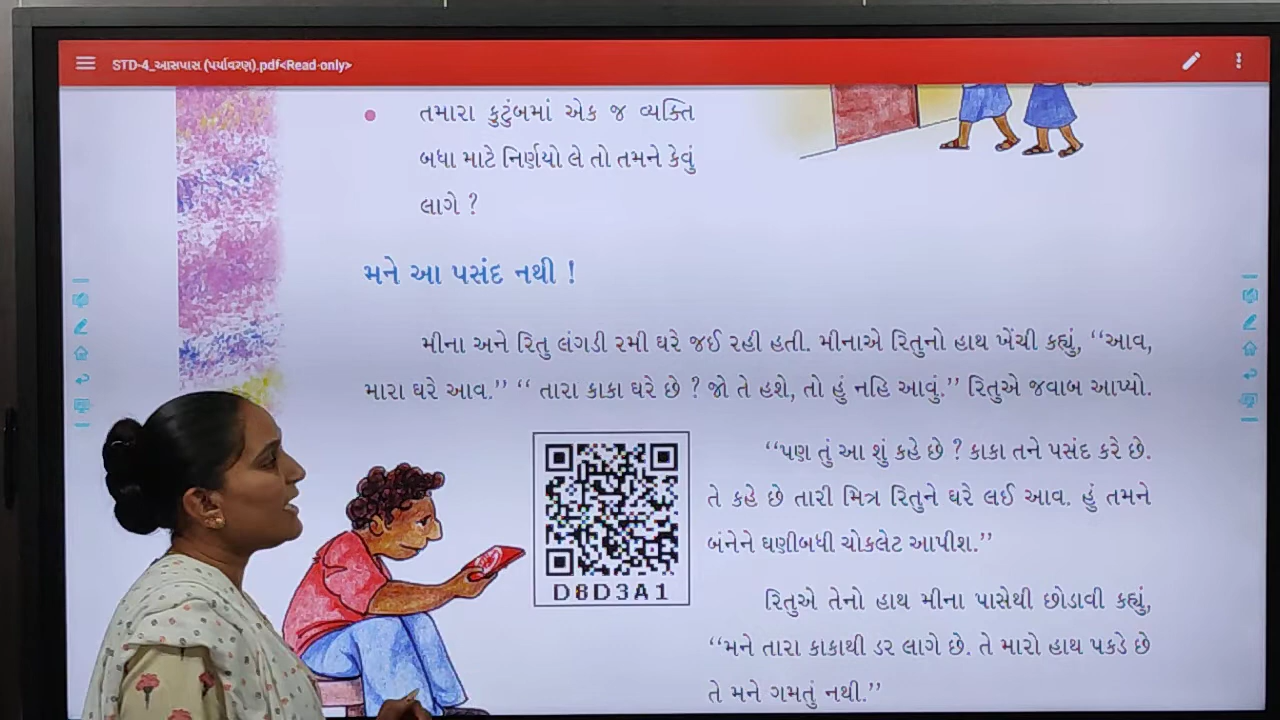 STD-4_આસપાસ (પર્યાવરણ).pdf<Read-only>
તમારા કુટુંબમાં એક જ વ્યક્તિ
બધા માટે નિર્ણયો લે તો તમને કેવું
લાગે ?
મને આ પસંદ નથી !
મીના અને રિતુ લંગડી રમી ઘરે જઈ રહી હતી. મીનાએ રિતુનો હાથ ખેંચી કહ્યું, “આવ,
મારા ઘરે આવ.” “ તારા કાકા ઘરે છે ? જો તે હશે, તો હું નહિ આવું.” રિતુએ જવાબ આપ્યો.
“પણ તું આ શું કહે છે ? કાકા તને પસંદ કરે છે.
તે કહે છે તારી મિત્ર રિતુને ઘરે લઈ આવ. હું તમને
બંનેને ઘણીબધી ચોકલેટ આપીશ.”
D8D3A1
રિતુએ તેનો હાથ મીના પાસેથી છોડાવી કહ્યું,
“મને તારા કાકાથી ડર લાગે છે. તે મારો હાથ પકડે છે
તે મને ગમતું નથી.”